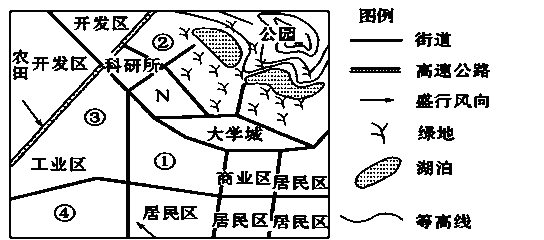 开发区
②
公园
农田
开发区
科研所
N
③
大学城
工业区
①
商业区
居民区
④
居民区
居民区
居民区
图例
街道
高速公路
盛行风向
绿地
湖泊
等高线